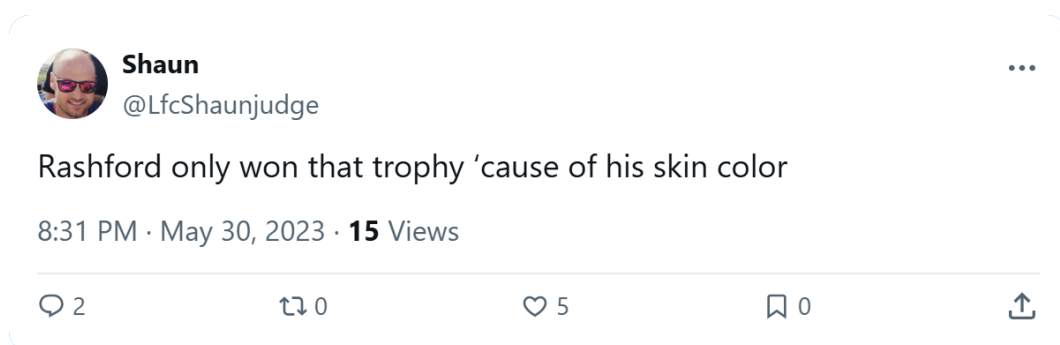 Shaun
@LfcShaunjudge
Rashford only won that trophy ‘cause of his skin color
8:31 PM · May 30, 2023 · 15 Views
2 0 5 0